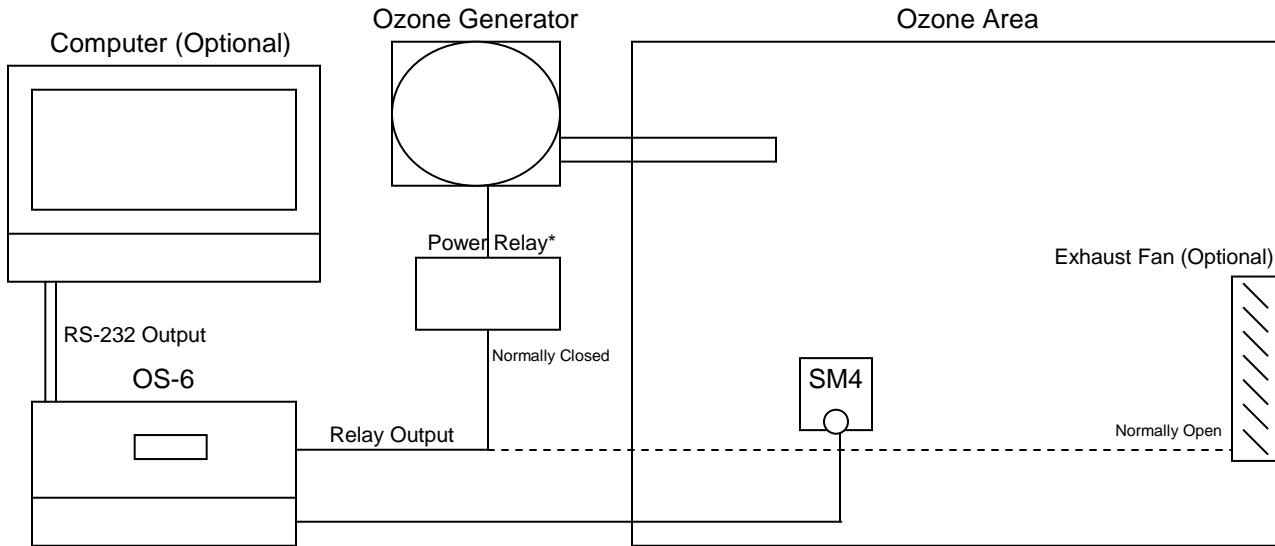 Ozone Generator
Ozone Area
Computer (Optional)
Power Relay*
Exhaust Fan (Optional)
RS-232 Output
Normally Closed
OS-6
SM4
Relay Output
Normally Open